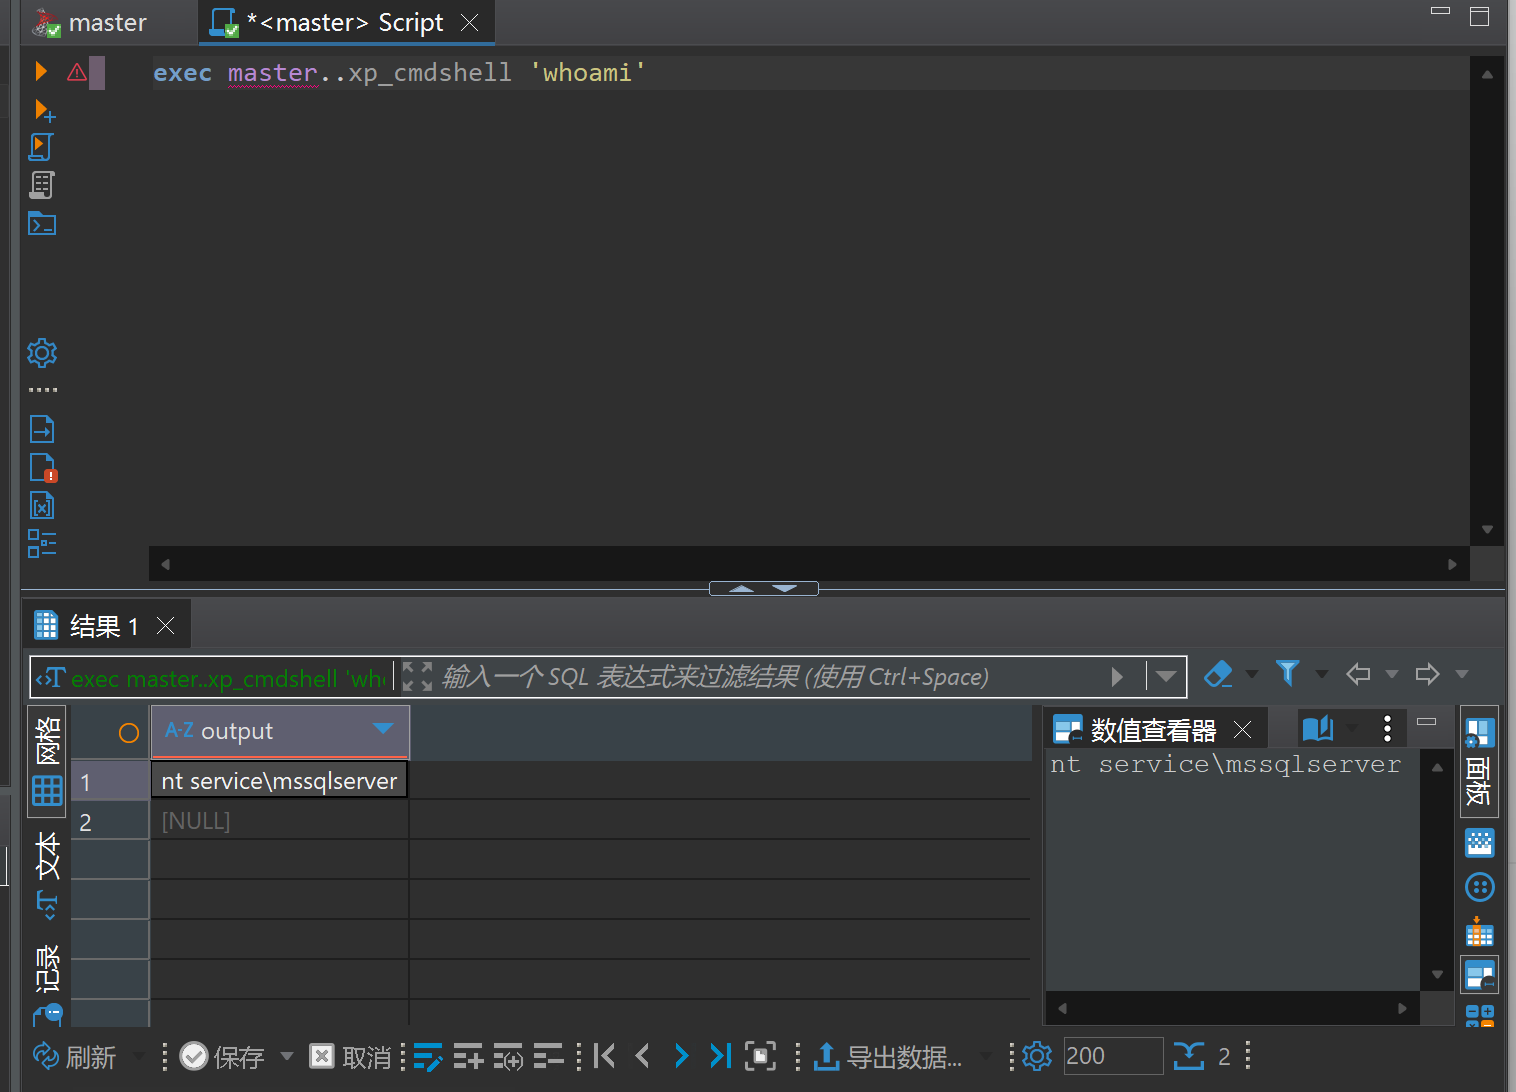 master
*<master> Script
exec master..xp_cmdshell 'whoami'
结果 1
exec master..xp_cmdshell 'who
输入一个 SQL 表达式来过滤结果 (使用 Ctrl+Space)
网格
文本
记录
A-Z output
1 nt service\mssqlserver
2 [NULL]
数值查看器
nt service\mssqlserver
面板
刷新 保存 取消 导出数据... 200 2